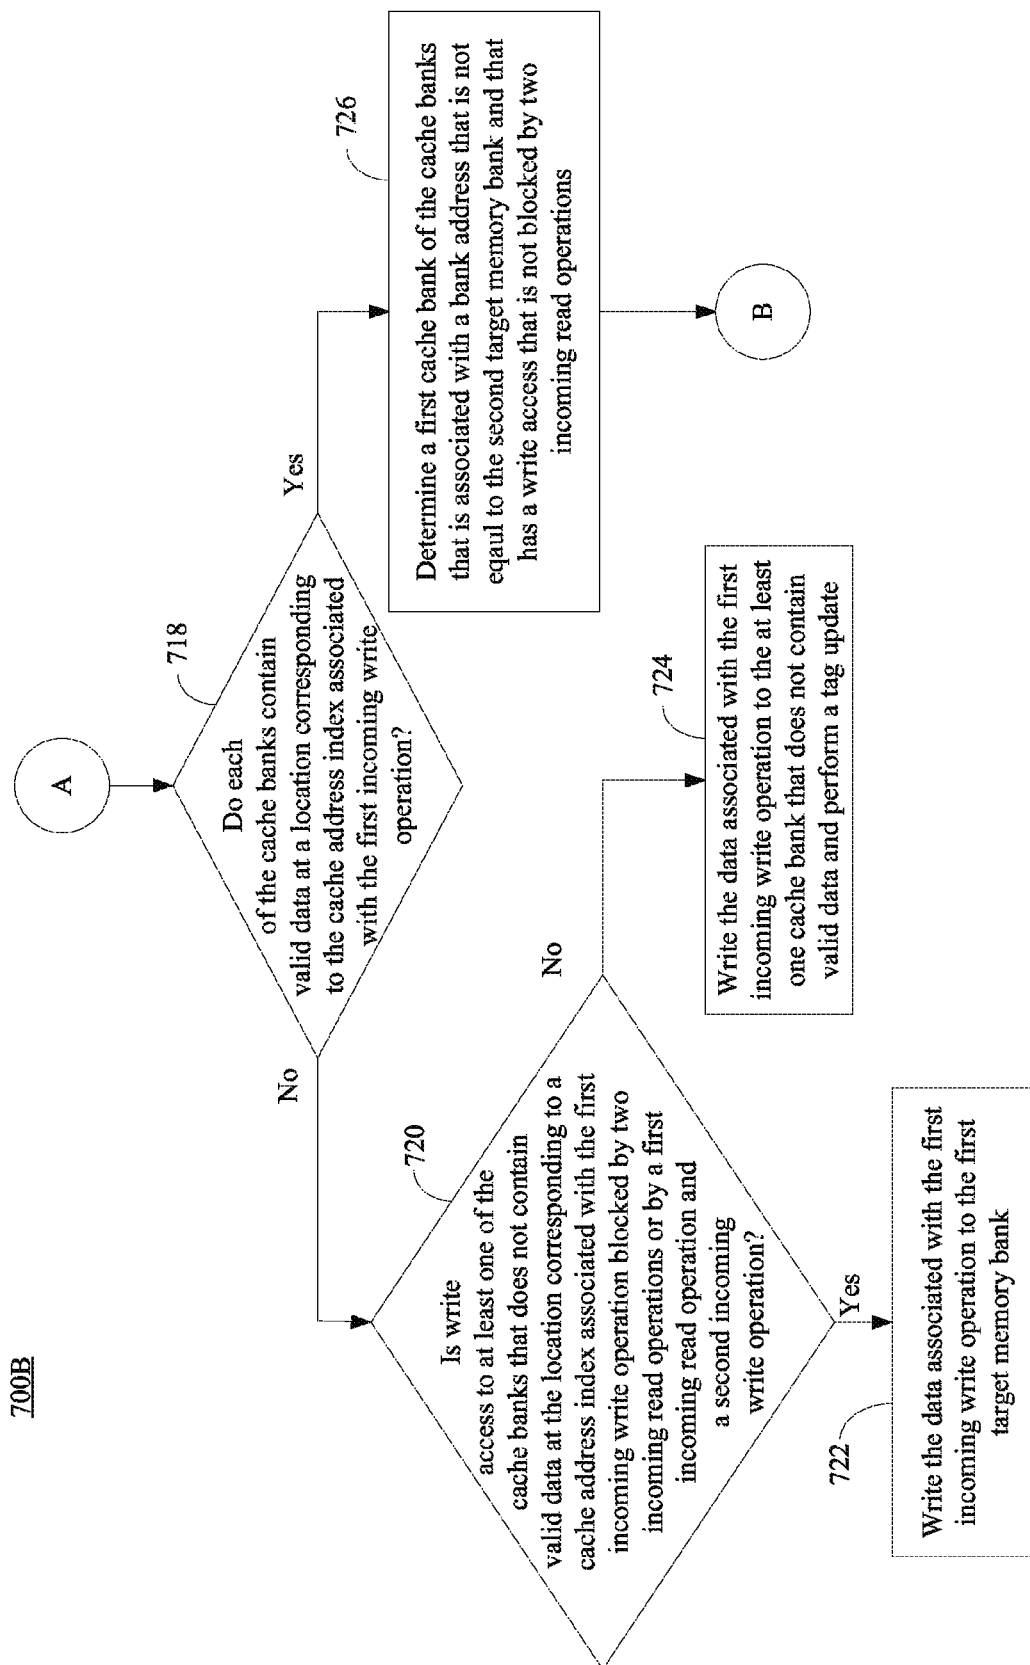 700B
A
718
Do each
of the cache banks contain
valid data at a location corresponding
to the cache address index associated
with the first incoming write
operation?
Yes
No
726
Determine a first cache bank of the cache banks
that is associated with a bank address that is not
eqaul to the second target memory bank and that
has a write access that is not blocked by two
incoming read operations
B
720
Is write
access to at least one of the
cache banks that does not contain
valid data at the location corresponding to a
cache address index associated with the first
incoming write operation blocked by two
incoming read operations or by a first
incoming read operation and
a second incoming
write operation?
No
Yes
724
Write the data associated with the first
incoming write operation to the at least
one cache bank that does not contain
valid data and perform a tag update
722
Write the data associated with the first
incoming write operation to the first
target memory bank